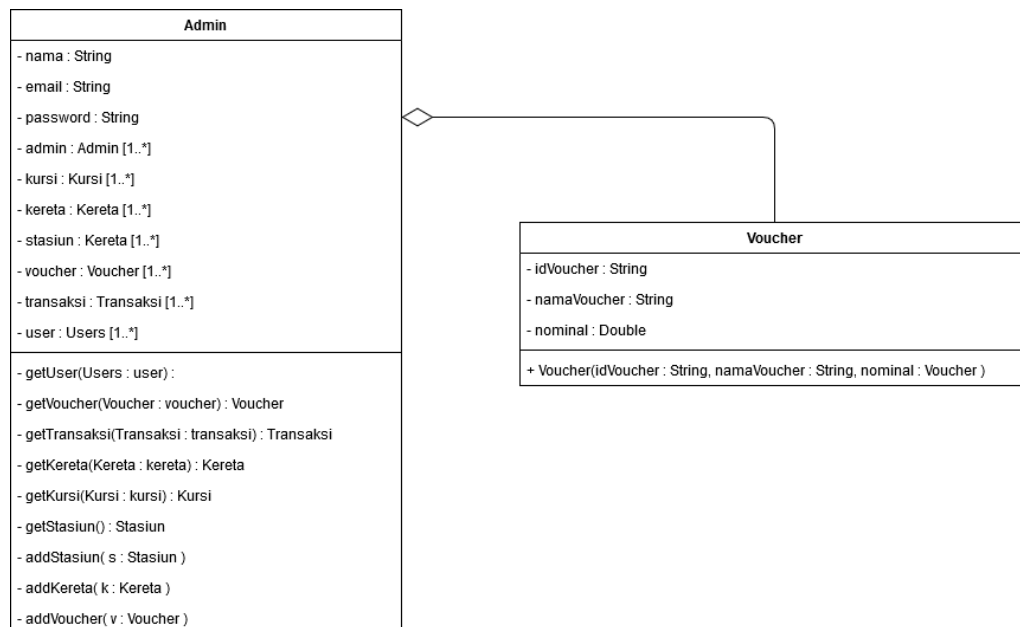 Admin
- nama : String
- email : String
- password : String
- admin : Admin [1..*]
- kursi : Kursi [1..*]
- kereta : Kereta [1..*]
- stasiun : Kereta [1..*]
- voucher : Voucher [1..*]
- transaksi : Transaksi [1..*]
- user : Users [1..*]
- getUser(Users : user) :
- getVoucher(Voucher : voucher) : Voucher
- getTransaksi(Transaksi : transaksi) : Transaksi
- getKereta(Kereta : kereta) : Kereta
- getKursi(Kursi : kursi) : Kursi
- getStasiun() : Stasiun
- addStasiun( s : Stasiun )
- addKereta( k : Kereta )
- addVoucher( v : Voucher )
Voucher
- idVoucher : String
- namaVoucher : String
- nominal : Double
+ Voucher(idVoucher : String, namaVoucher : String, nominal : Voucher )